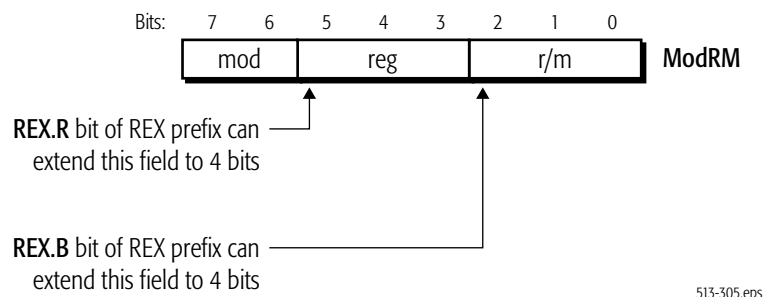 Bits: 7 6 5 4 3 2 1 0
mod reg r/m ModRM
REX.R bit of REX prefix can
extend this field to 4 bits
REX.B bit of REX prefix can
extend this field to 4 bits
513-305.eps